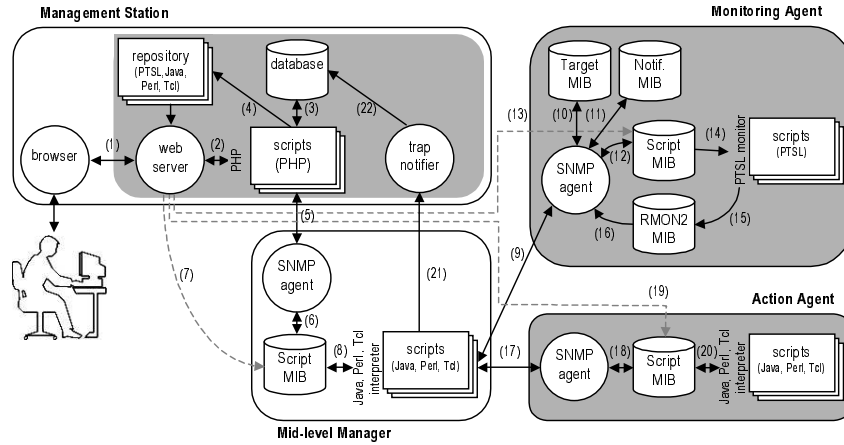 Management Station
repository
(PTSL,Java,
Perl, Tcl)
database
(4)
(3)
(22)
browser
(1)
web
server
(2)
PHP
scripts
(PHP)
trap
notifier
(5)
(7)
SNMP
agent
(6)
Script
MIB
(8)
Java, Perl, Tcl
interpreter
scripts
(Java, Perl, Tcl)
(21)
Mid-level Manager
(9)
(13)
(17)
Monitoring Agent
Target
MIB
Notif.
MIB
(10)
(11)
SNMP
agent
(12)
Script
MIB
(14)
PTSL monitor
scripts
(PTSL)
RMON2
MIB
(15)
(16)
(19)
Action Agent
SNMP
agent
(18)
Script
MIB
(20)
Java, Perl, Tcl
interpreter
scripts
(Java, Perl, Tcl)